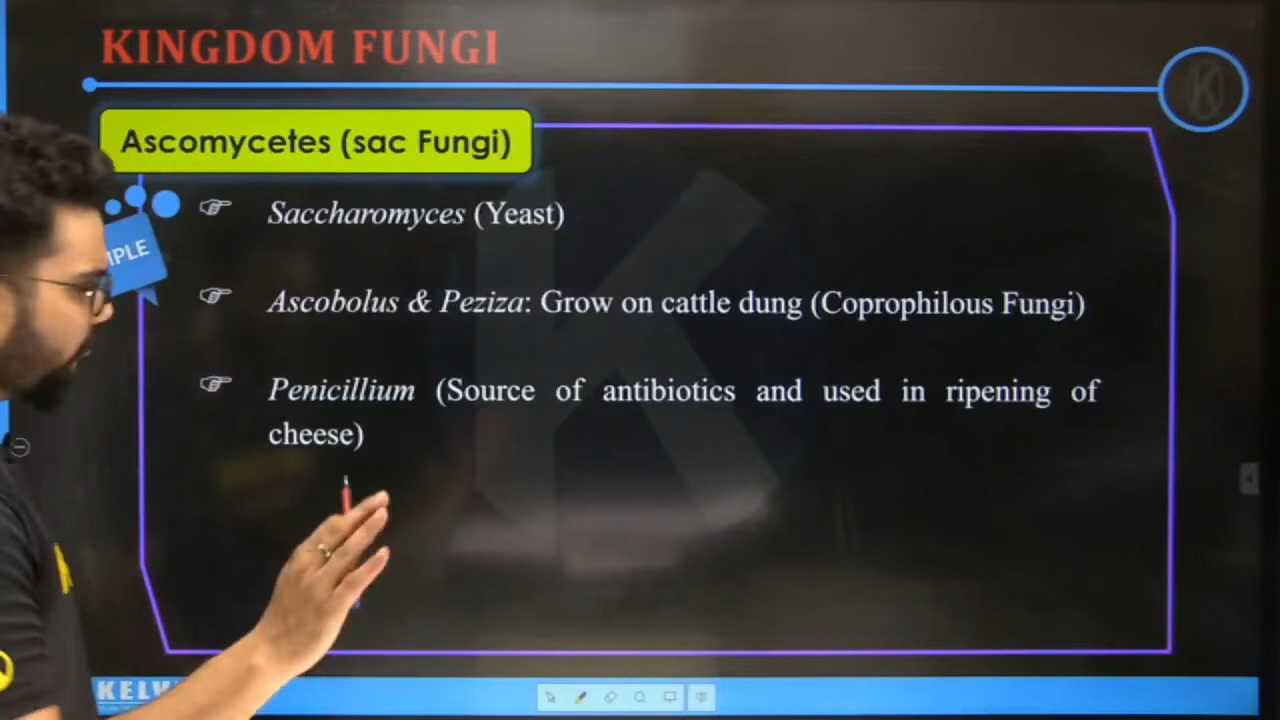 KINGDOM FUNGI
Ascomycetes (sac Fungi)
Saccharomyces (Yeast)
Ascobolus & Peziza: Grow on cattle dung (Coprophilous Fungi)
Penicillium (Source of antibiotics and used in ripening of
cheese)